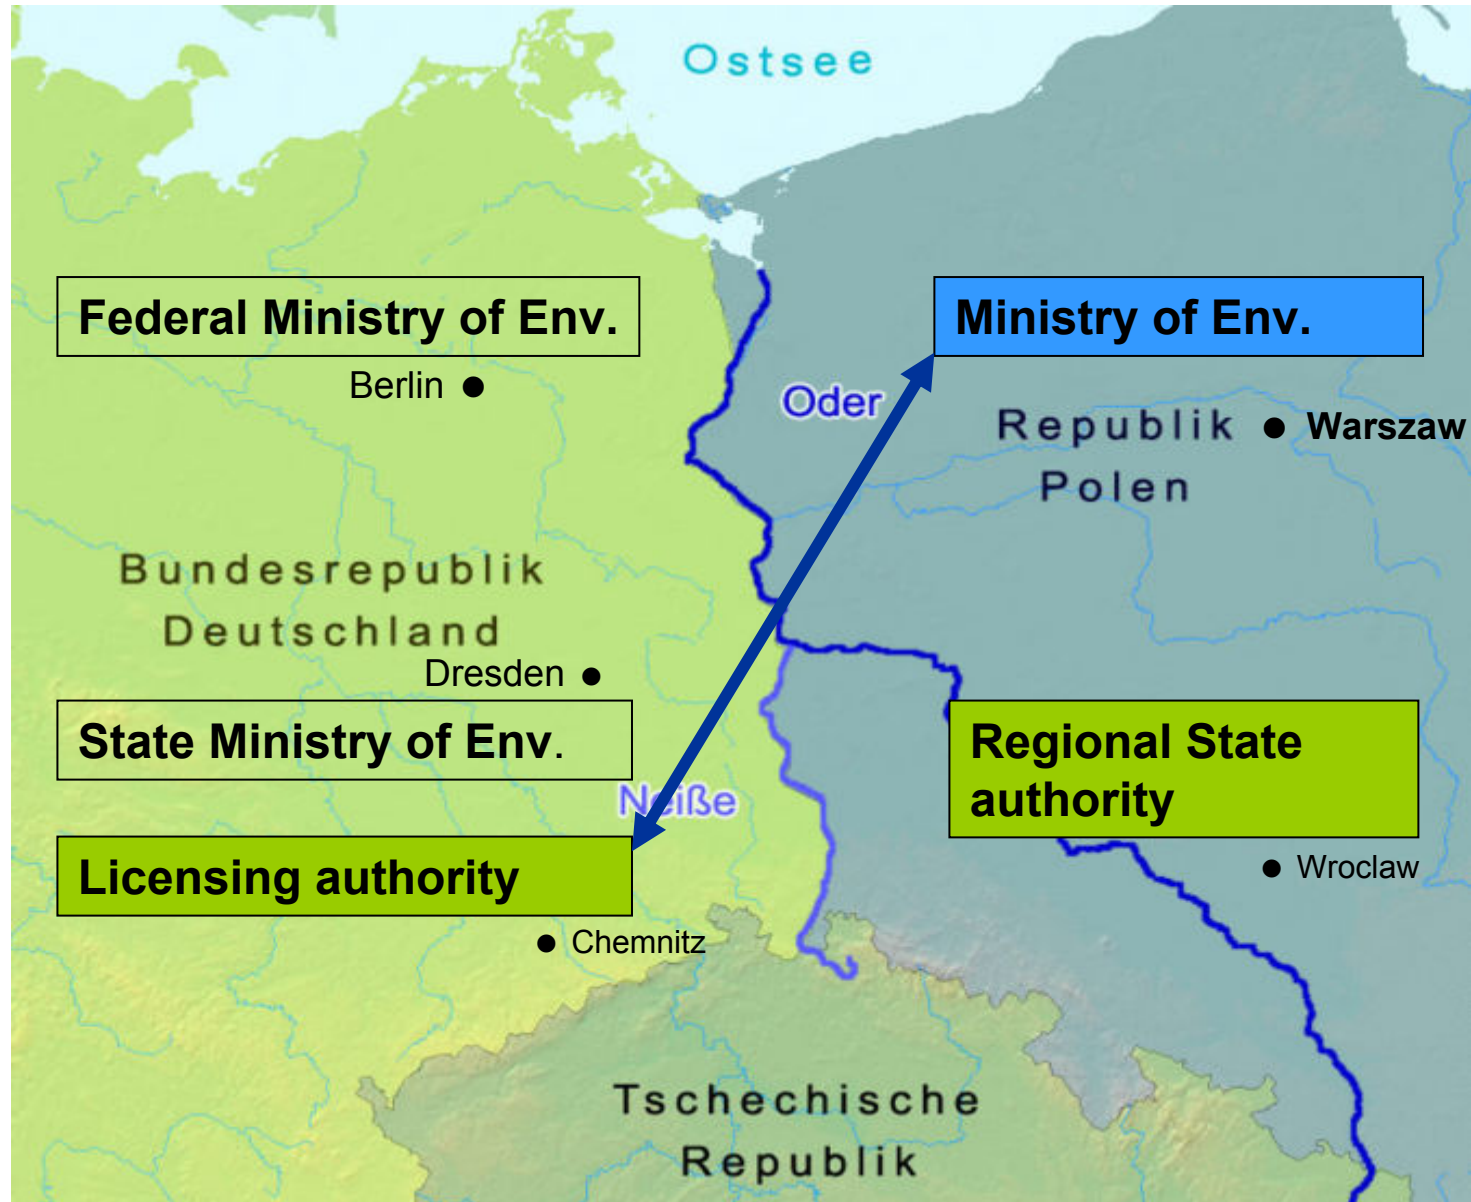 Ostsee
Federal Ministry of Env.
Ministry of Env.
Berlin
Oder
Republik
Polen
Warszaw
Bundesrepublik
Deutschland
Dresden
State Ministry of Env.
Regional State
authority
Neiße
Licensing authority
Wroclaw
Chemnitz
Tschechische
Republik